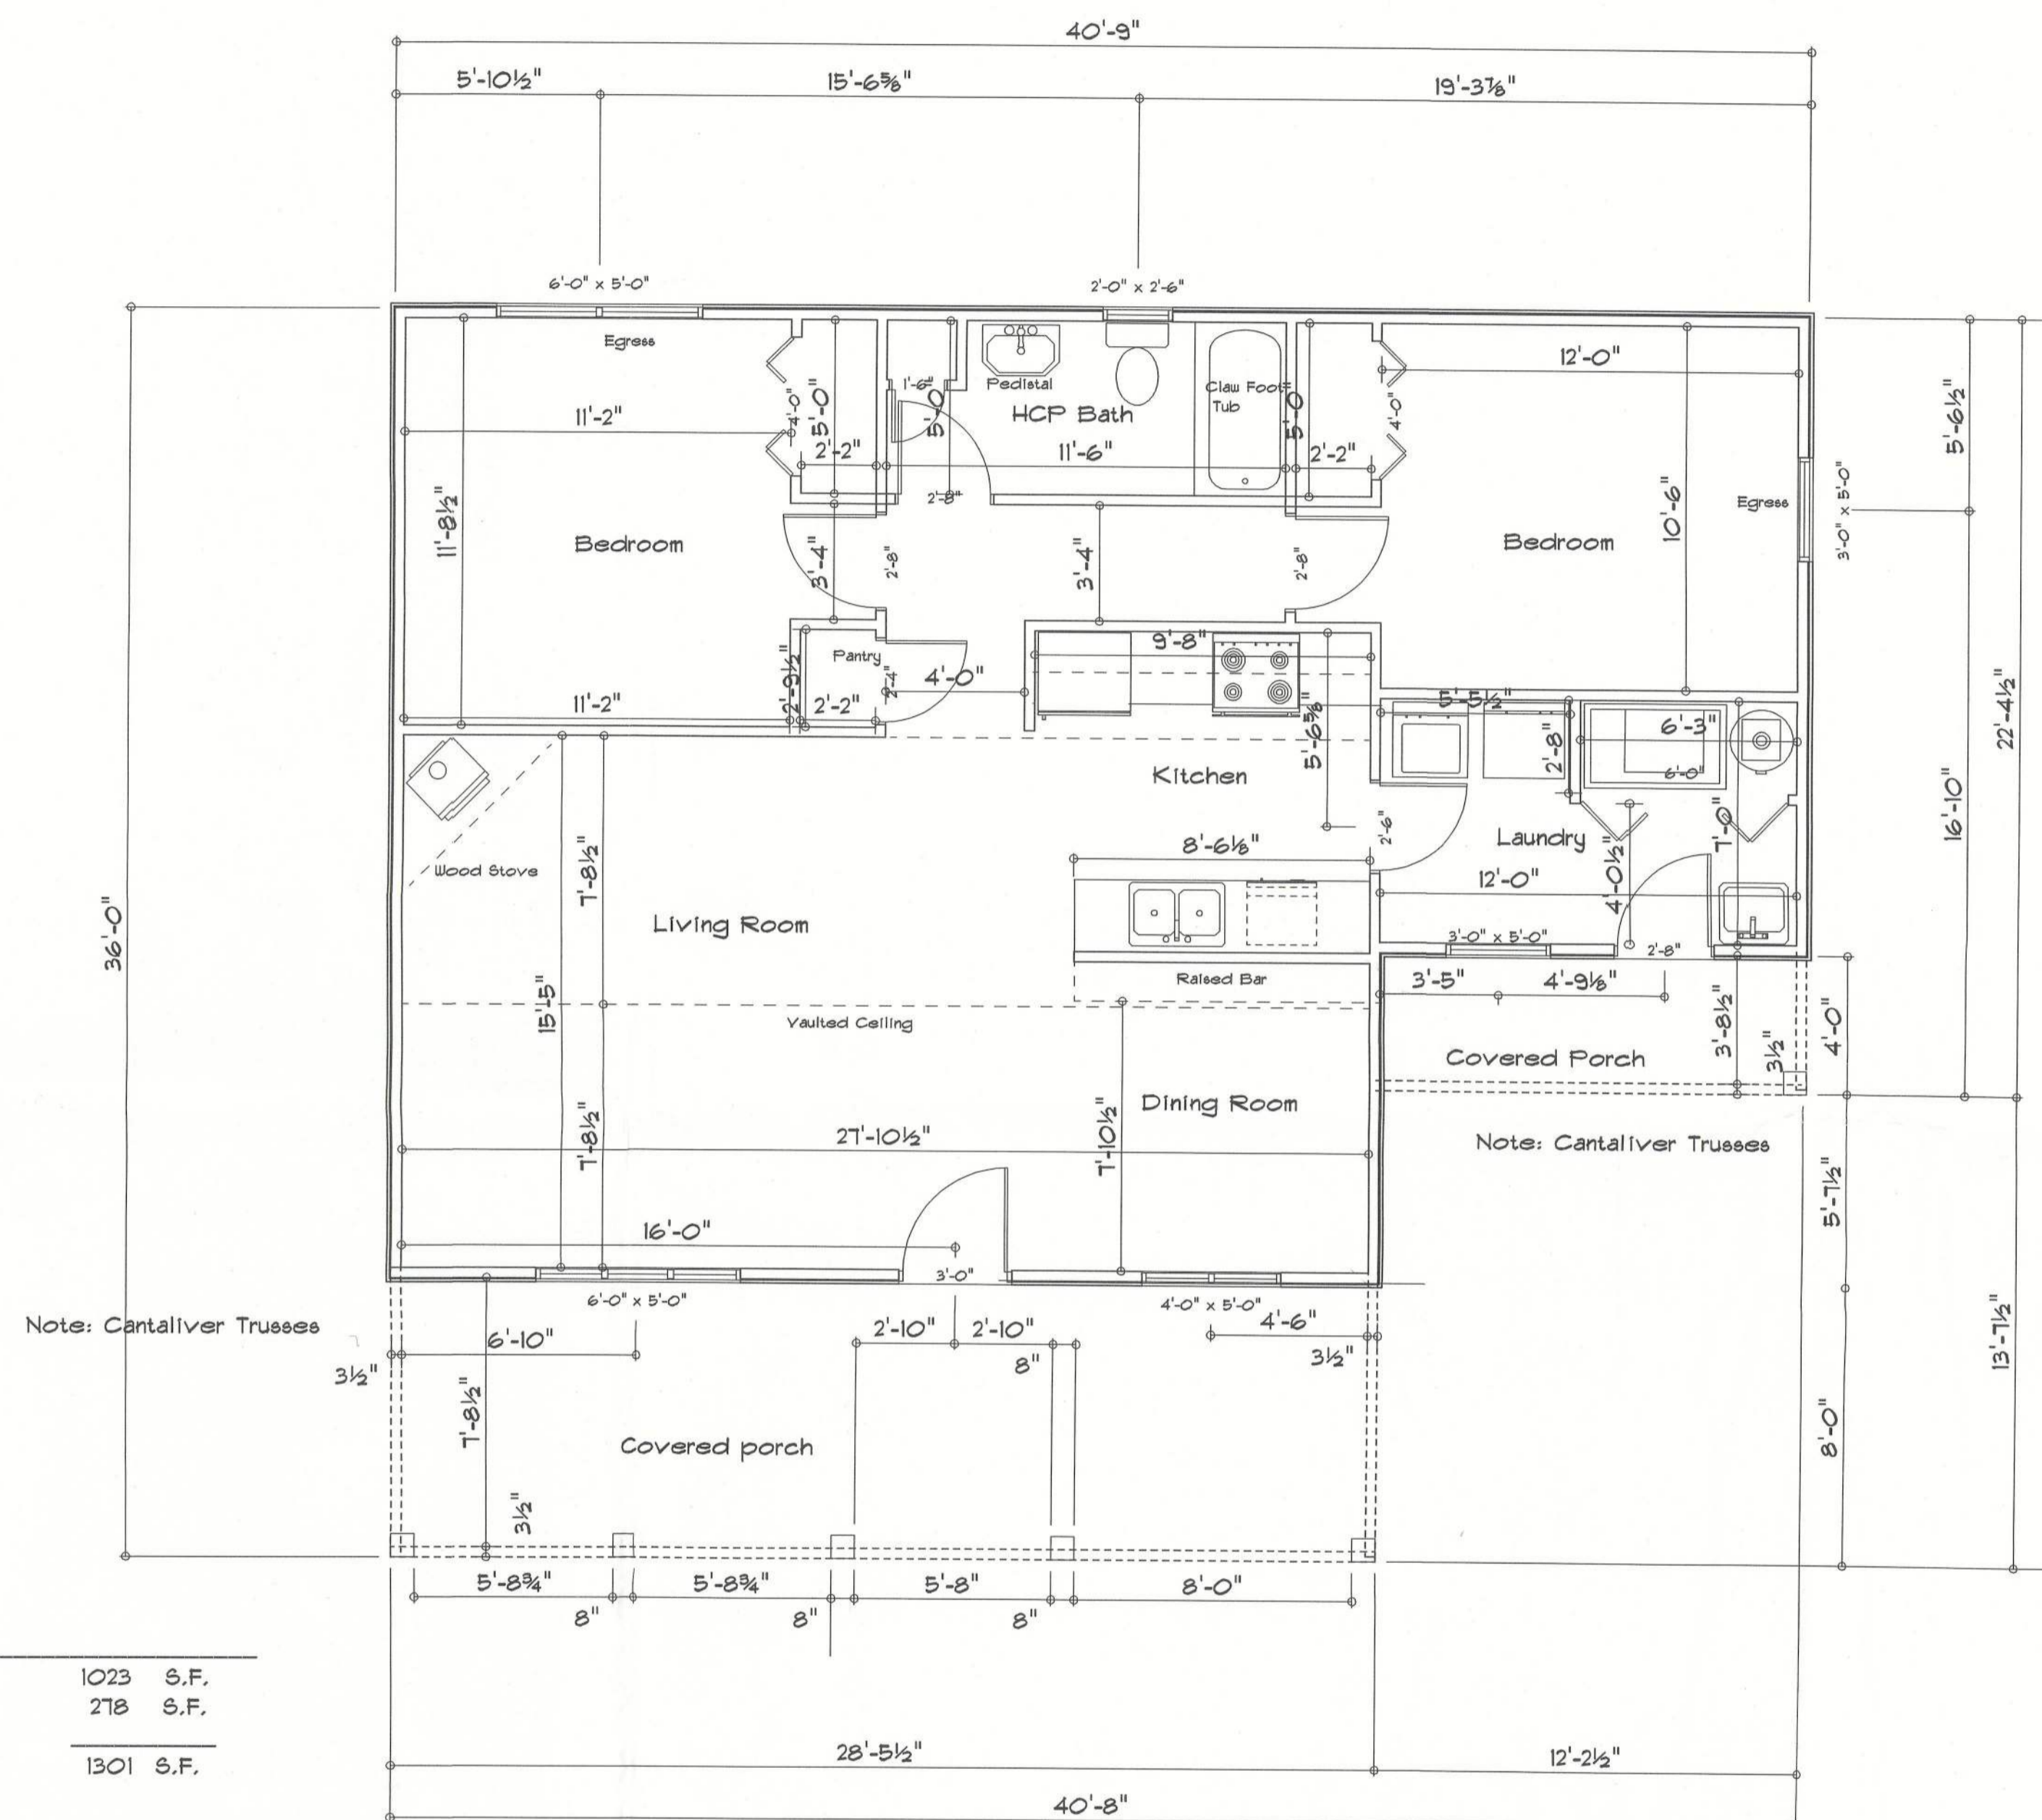 40'-9"
5'-10½" 15'-6⅝" 19'-3⅞"
6'-0" x 5'-0" 2'-0" x 2'-6"
Egress
12'-0"
5'-6½"
1'-6" Pedistal Claw Foot
Tub
4'-0" 5'-0" 5'-0 HCP Bath 5'-0 4'-0"
11'-2"
2'-2" 11'-6" 2'-2"
2'-8"
11'-8½" 10'-6" Egress 3'-0" x 5'-0"
Bedroom 3'-4" 2'-8" 3'-4" 2'-8" Bedroom
9'-8"
Pantry
2'-9½" 2'-4" 4'-0"
11'-2" 2'-2" 5'-5½"
5'-6⅝" 2'-8" 6'-3"
6'-0"
22'-4½"
Kitchen
16'-10"
7'-0"
2'-6" Laundry
8'-6⅛"
Wood Stove 7'-8½"
12'-0" 4'-0½"
36'-0"
Living Room
3'-0" x 5'-0" 2'-8"
Raised Bar 3'-5" 4'-9⅛"
15'-5"
Vaulted Ceiling
3'-8½" 3½" 4'-0"
Covered Porch
Dining Room
7'-8½" 27'-10½" 7'-10½"
Note: Cantaliver Trusses
5'-7½"
16'-0"
3'-0"
6'-0" x 5'-0" 4'-0" x 5'-0"
Note: Cantaliver Trusses
6'-10" 2'-10" 2'-10" 4'-6"
3½" 8" 3½"
13'-7½"
7'-8½" 8'-0"
Covered porch
3½"
5'-8¾" 5'-8¾" 5'-8" 8'-0"
8" 8" 8"
1023 S.F.
278 S.F.
1301 S.F.
28'-5½" 12'-2½"
40'-8"